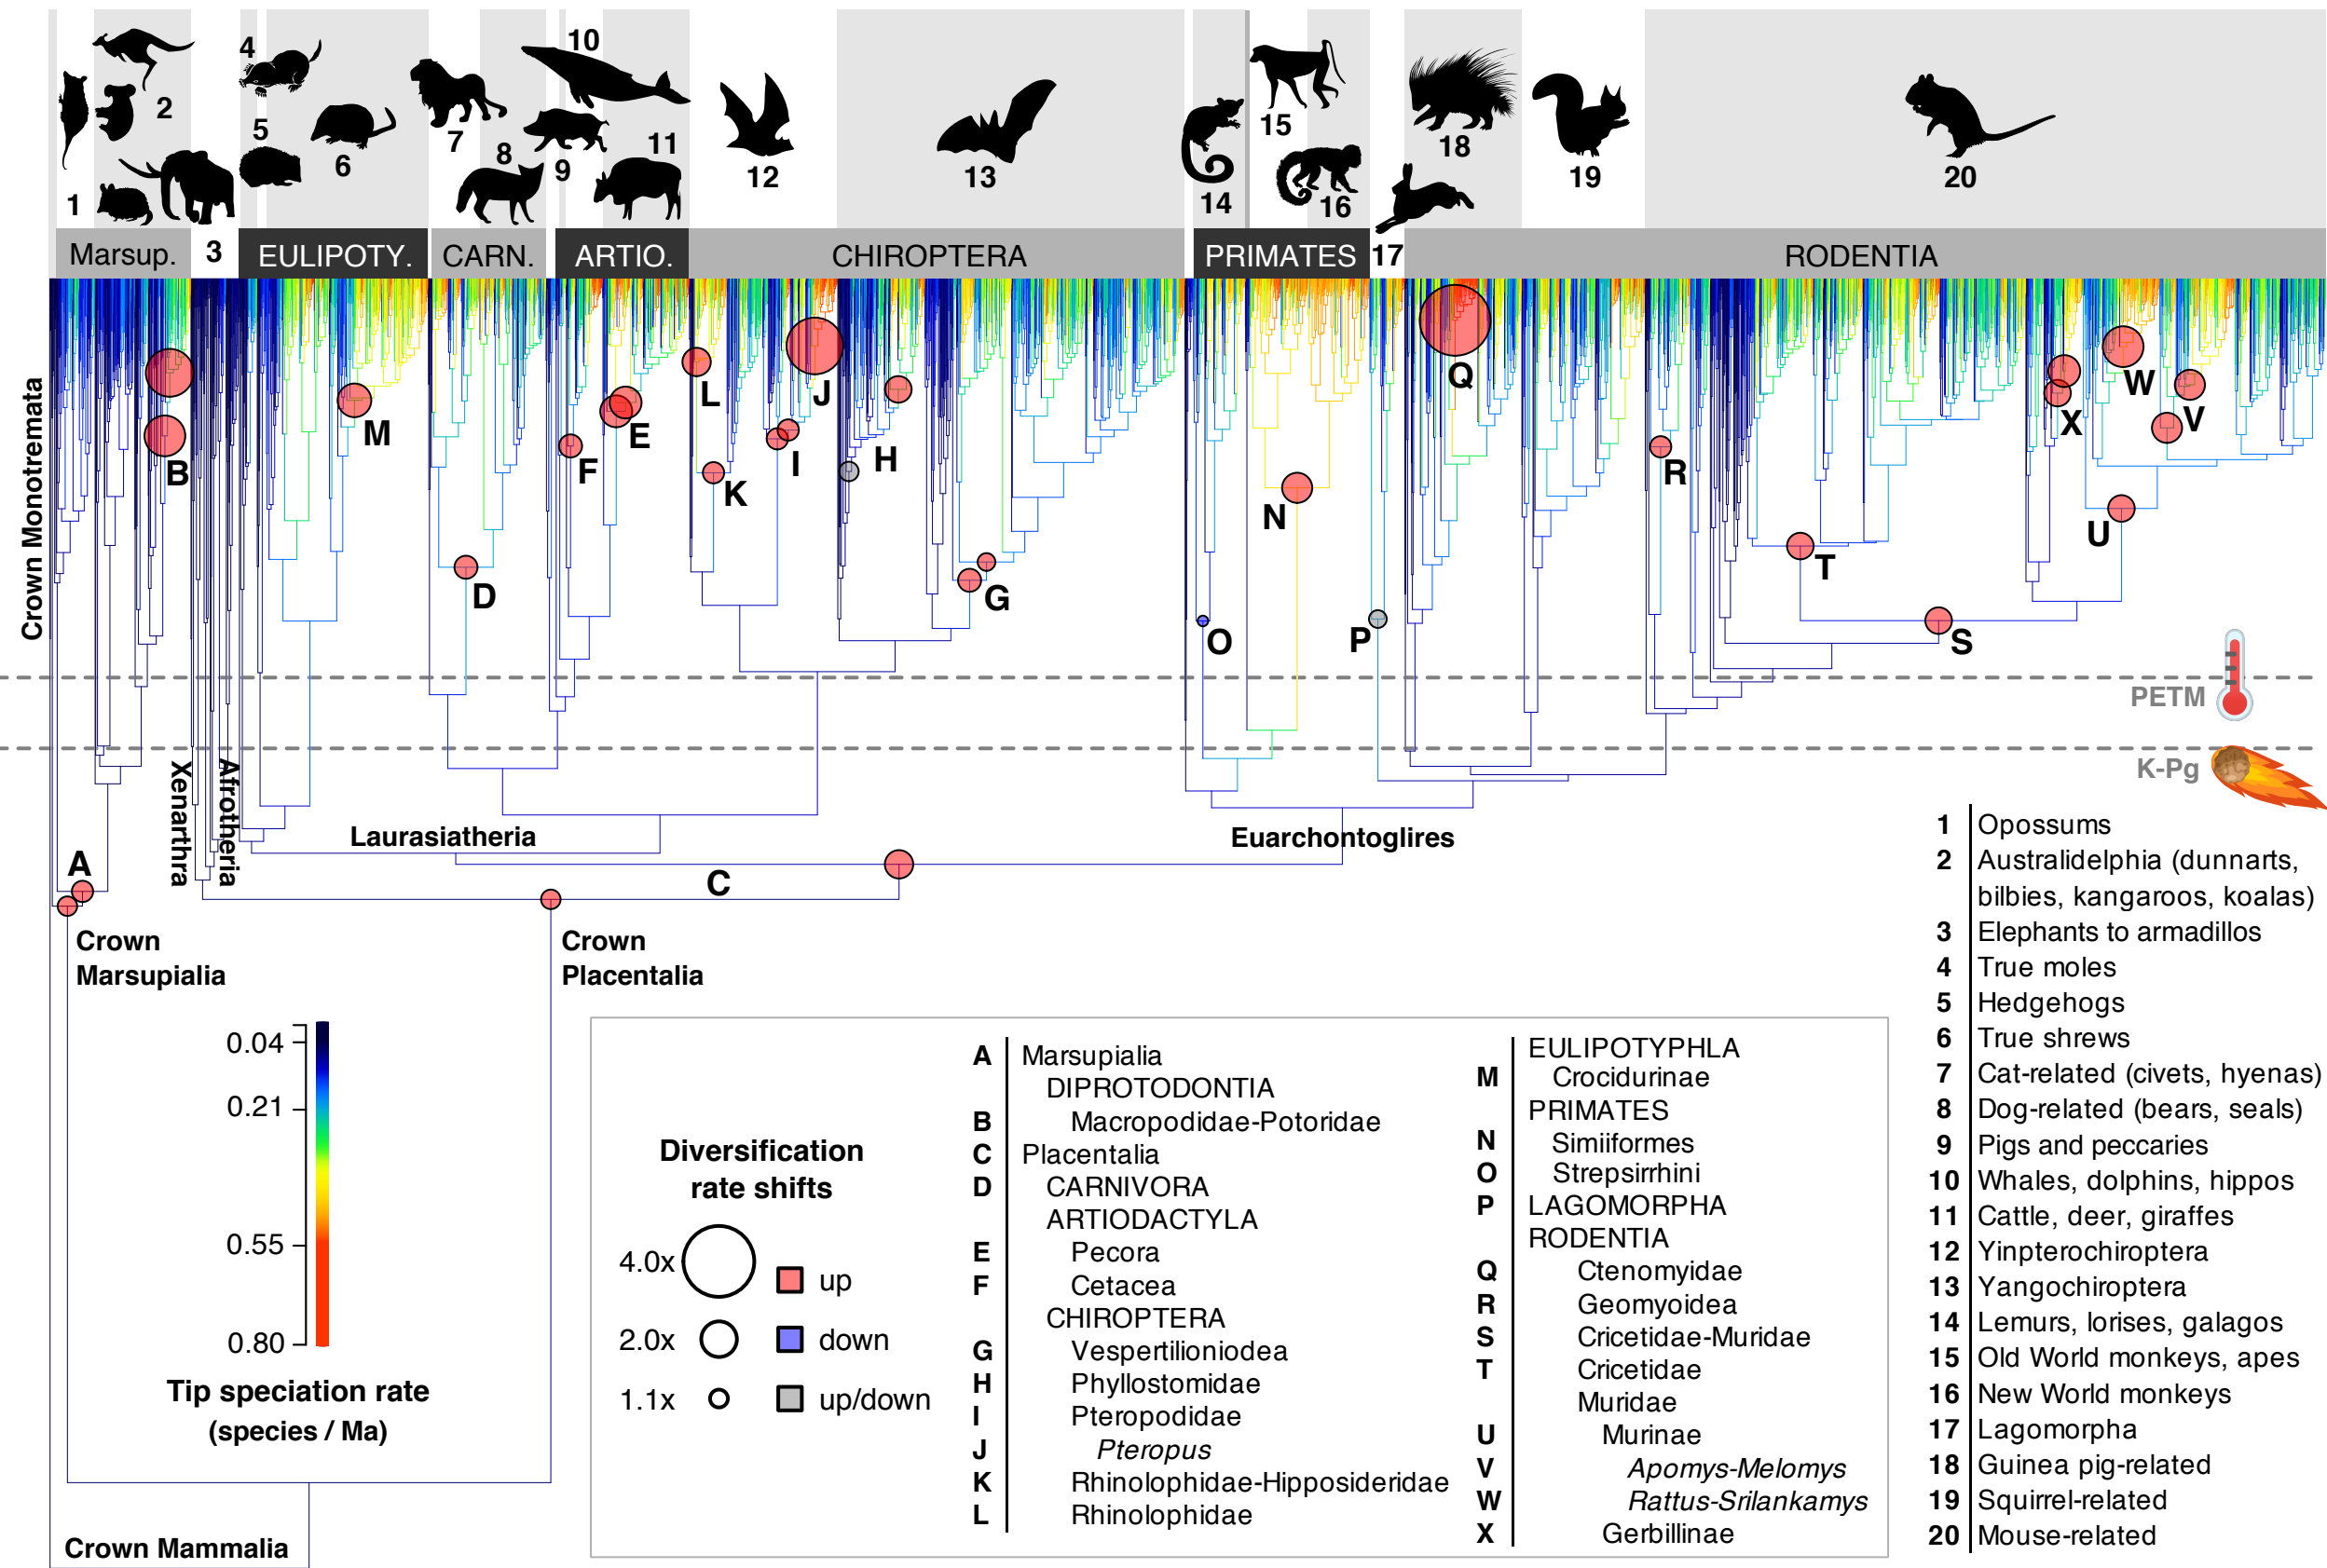 4
10
2
5
6
7
8
9
11
12
13
14
15
16
18
19
20
1
Marsup.
3
EULIPOTY.
CARN.
ARTIO.
CHIROPTERA
PRIMATES
17
RODENTIA
Crown Monotremata
B
M
F
E
L
K
I
J
H
D
G
O
N
P
Q
R
T
S
U
X
W
V
PETM
K-Pg
Xenarthra
Afrotheria
Laurasiatheria
Euarchontoglires
A
C
Crown
Marsupialia
Crown
Placentalia
Crown Mammalia
0.04
0.21
0.55
0.80
Tip speciation rate
(species / Ma)
Diversification
rate shifts
4.0x
up
2.0x
down
1.1x
up/down
A Marsupialia
DIPROTODONTIA
B Macropodidae-Potoridae
C Placentalia
D CARNIVORA
ARTIODACTYLA
E Pecora
F Cetacea
CHIROPTERA
G Vespertilioniodea
H Phyllostomidae
I Pteropodidae
J Pteropus
K Rhinolophidae-Hipposideridae
L Rhinolophidae
EULIPOTYPHLA
M Crocidurinae
PRIMATES
N Simiiformes
O Strepsirrhini
P LAGOMORPHA
RODENTIA
Q Ctenomyidae
R Geomyoidea
S Cricetidae-Muridae
T Cricetidae
Muridae
U Murinae
V Apomys-Melomys
W Rattus-Srilankamys
X Gerbillinae
1 Opossums
2 Australidelphia (dunnarts,
bilbies, kangaroos, koalas)
3 Elephants to armadillos
4 True moles
5 Hedgehogs
6 True shrews
7 Cat-related (civets, hyenas)
8 Dog-related (bears, seals)
9 Pigs and peccaries
10 Whales, dolphins, hippos
11 Cattle, deer, giraffes
12 Yinpterochiroptera
13 Yangochiroptera
14 Lemurs, lorises, galagos
15 Old World monkeys, apes
16 New World monkeys
17 Lagomorpha
18 Guinea pig-related
19 Squirrel-related
20 Mouse-related